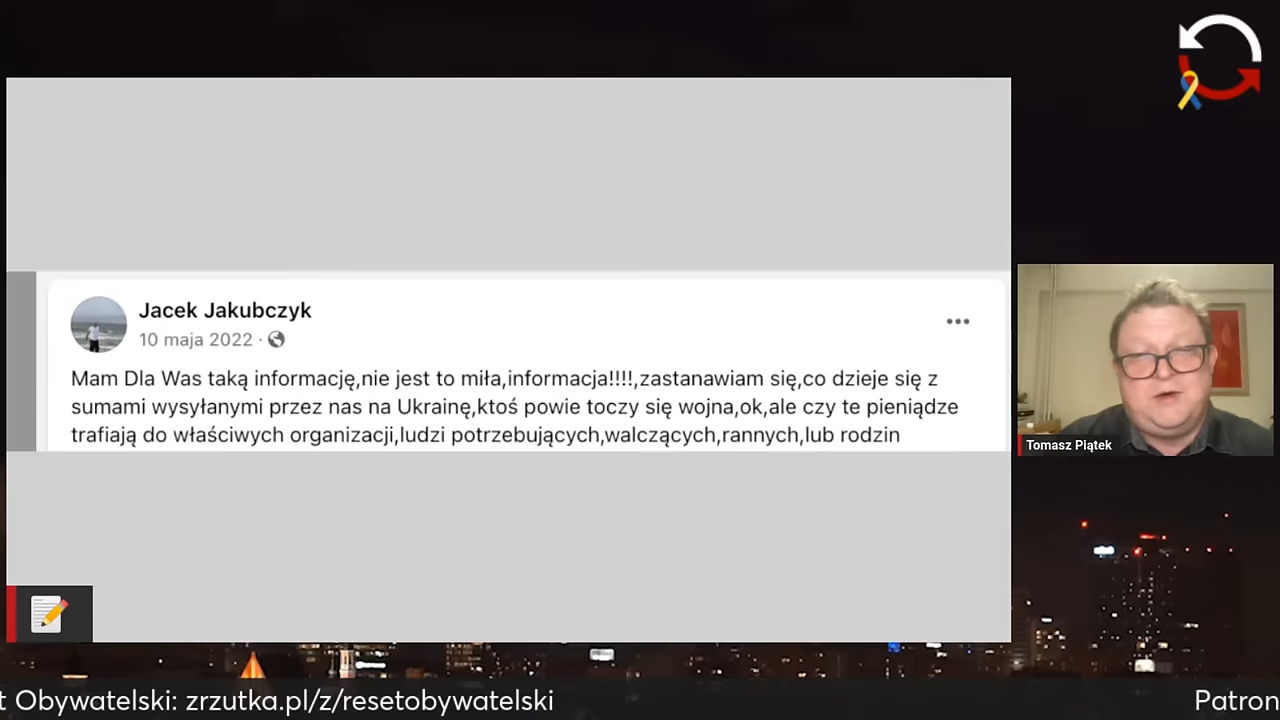 Jacek Jakubczyk
10 maja 2022 ·
Mam Dla Was taką informację,nie jest to miła,informacja!!!!,zastanawiam się,co dzieje się z
sumami wysyłanymi przez nas na Ukrainę,ktoś powie toczy się wojna,ok,ale czy te pieniądze
trafiają do właściwych organizacji,ludzi potrzebujących,walczących,rannych,lub rodzin
Tomasz Piątek
t Obywatelski: zrzutka.pl/z/resetobywatelski
Patron